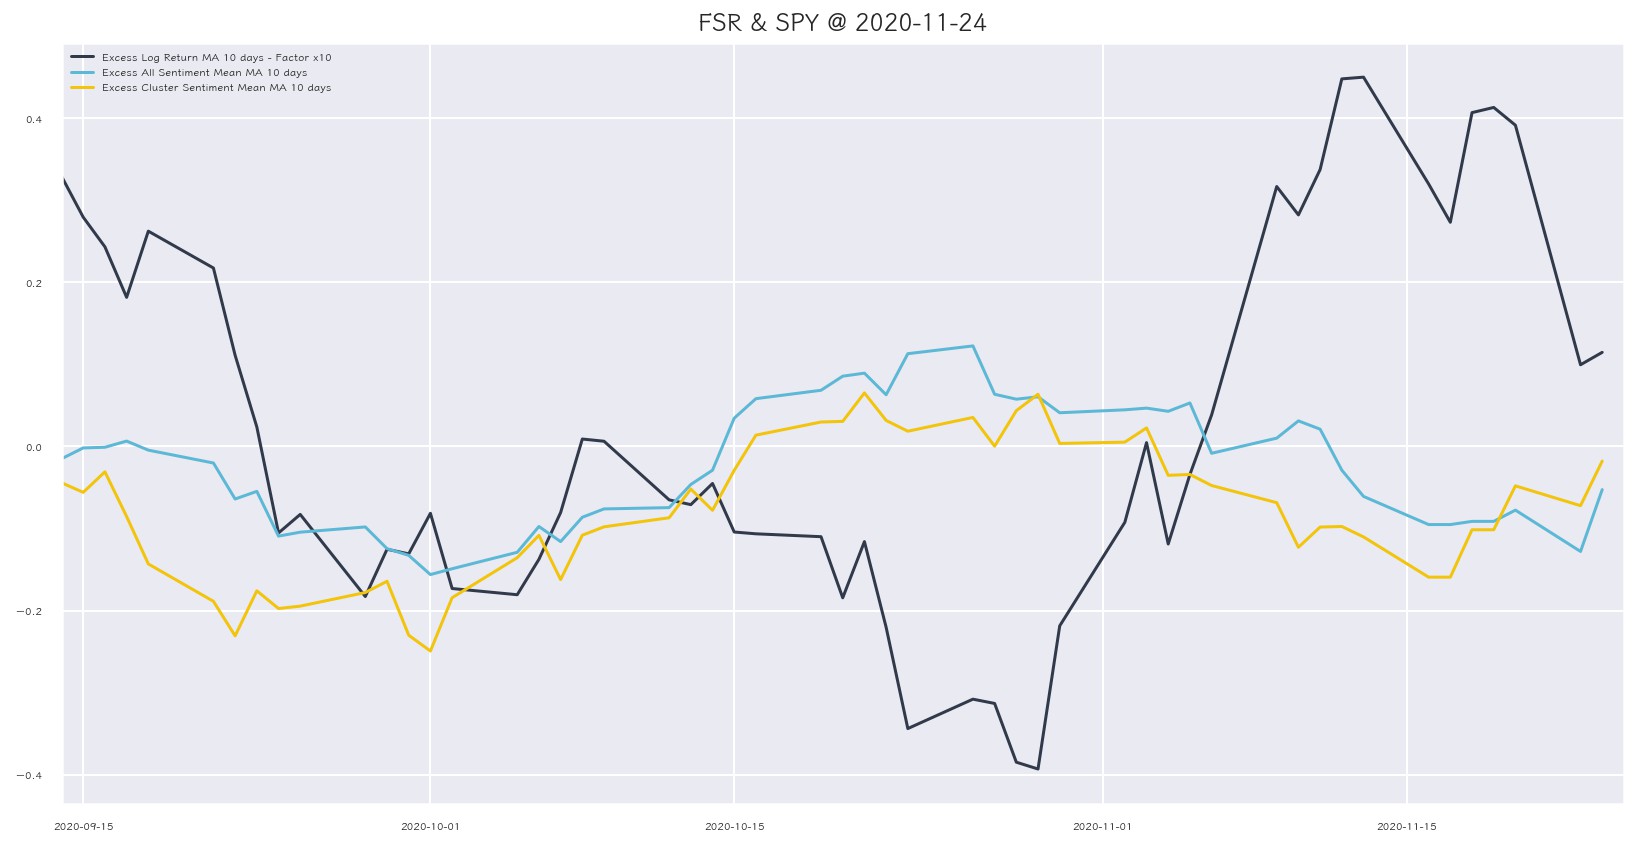 FSR & SPY @ 2020-11-24
Excess Log Return MA 10 days - Factor x10
Excess All Sentiment Mean MA 10 days
Excess Cluster Sentiment Mean MA 10 days
0.4
0.2
0.0
−0.2
−0.4
2020-09-15 2020-10-01 2020-10-15 2020-11-01 2020-11-15